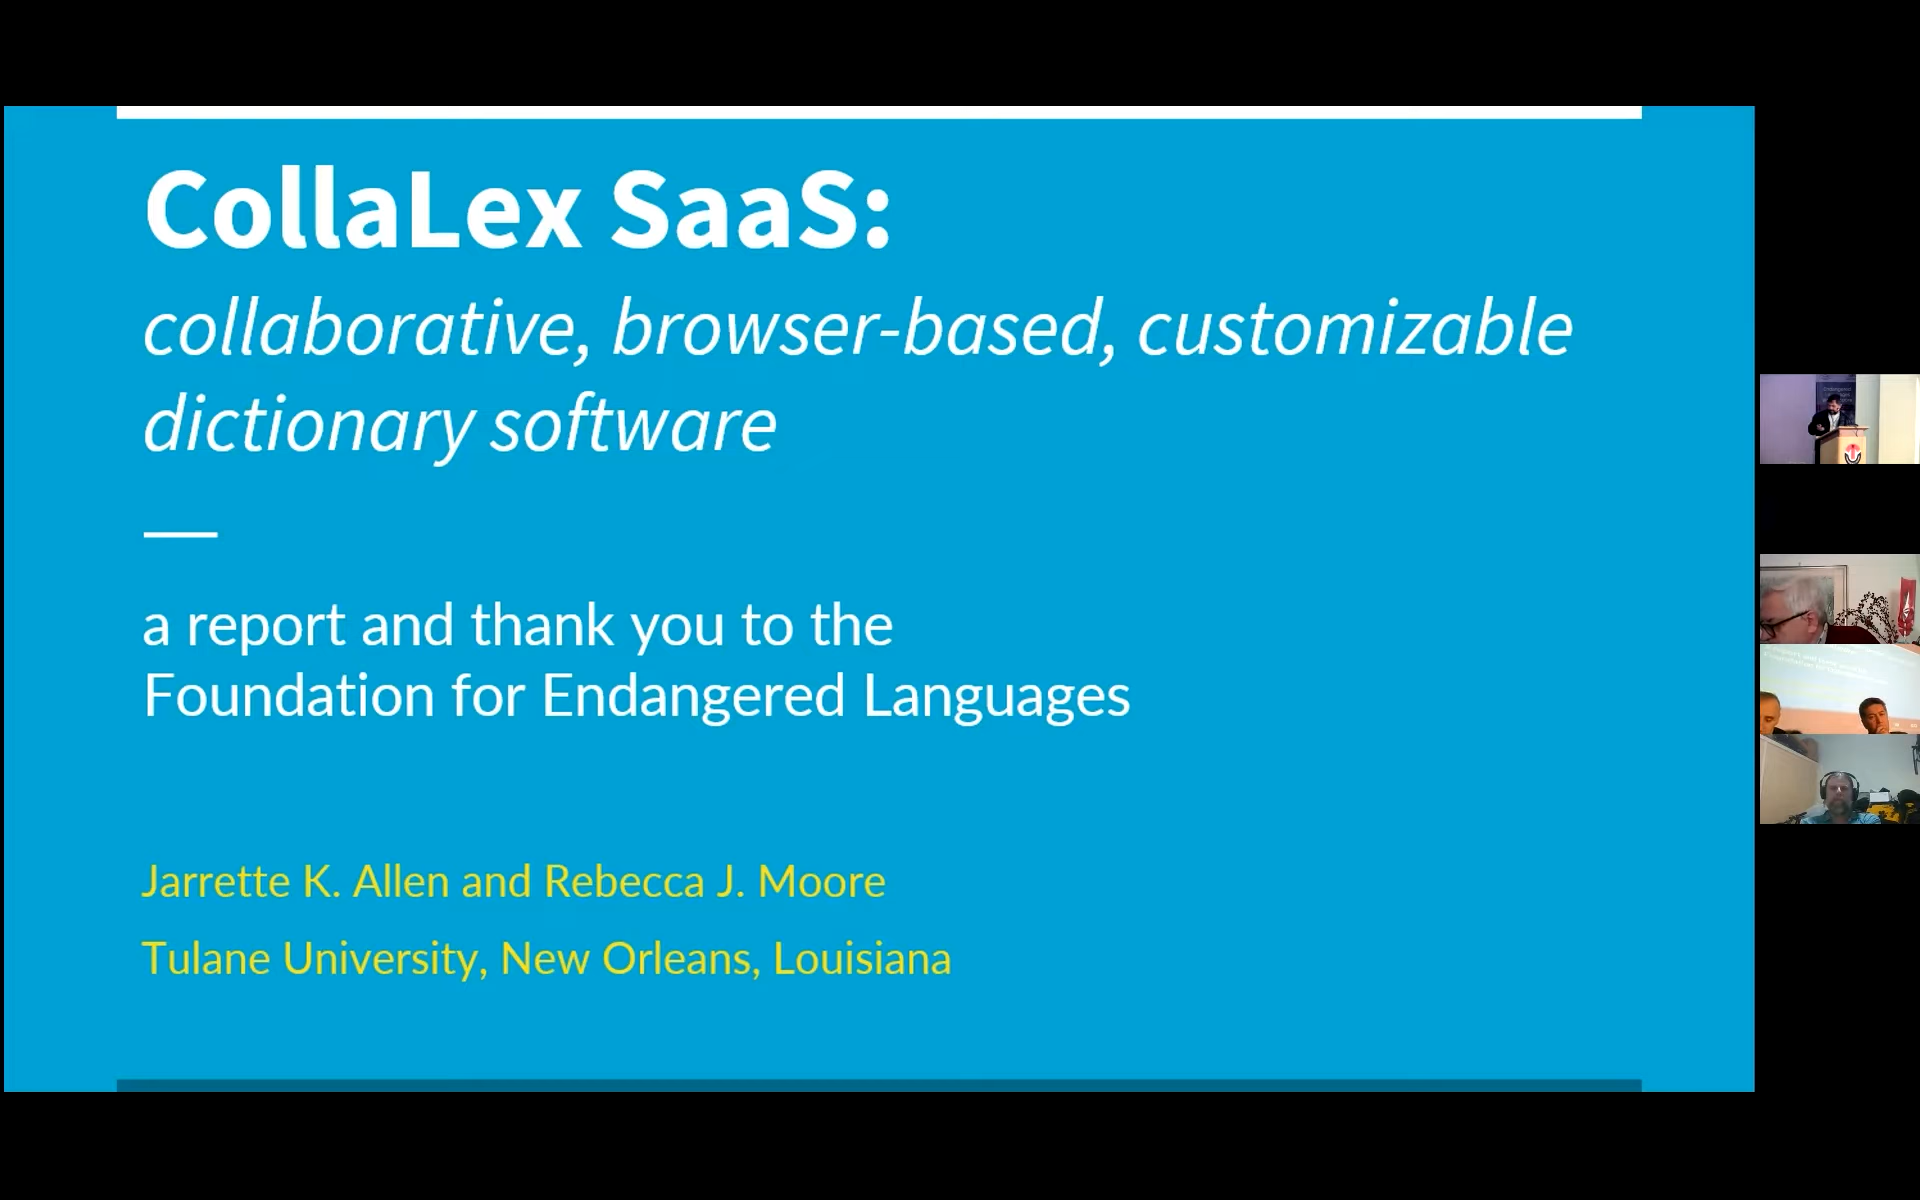 CollaLex SaaS:
collaborative, browser-based, customizable
dictionary software
a report and thank you to the
Foundation for Endangered Languages
Jarrette K. Allen and Rebecca J. Moore
Tulane University, New Orleans, Louisiana